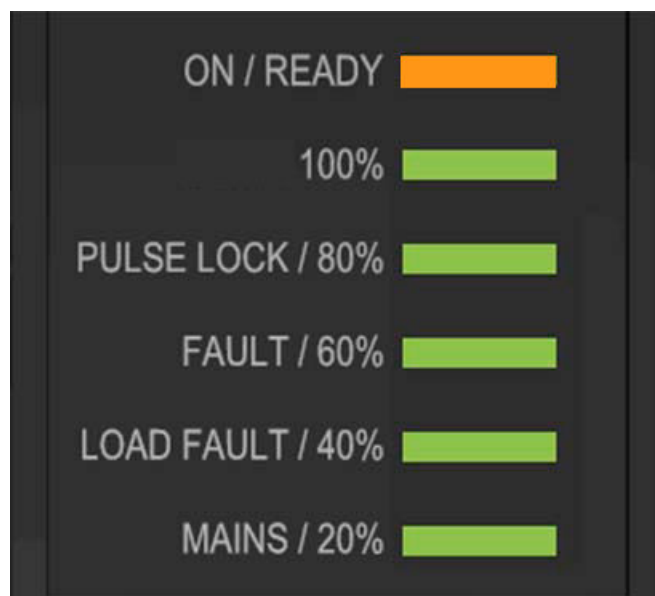 ON / READY
100%
PULSE LOCK / 80%
FAULT / 60%
LOAD FAULT / 40%
MAINS / 20%